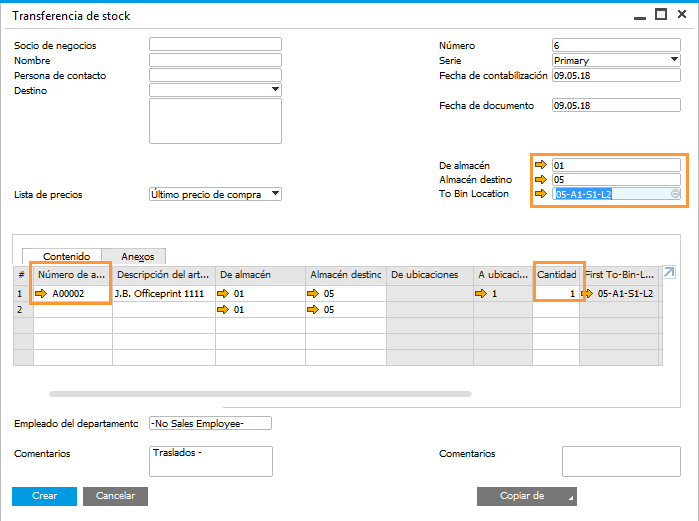 Transferencia de stock
Socio de negocios
Nombre
Persona de contacto
Destino
Número 6
Serie Primary
Fecha de contabilización 09.05.18
Fecha de documento 09.05.18
De almacén 01
Almacén destino 05
To Bin Location 05-A1-S1-L2
Lista de precios Último precio de compra
Contenido Anexos
# Número de a... Descripción del art... De almacén Almacén destino De ubicaciones A ubicaci... Cantidad First To-Bin-L...
1 A00002 J.B. Officeprint 1111 01 05 1 1 05-A1-S1-L2
2 01 05
Empleado del departamento -No Sales Employee-
Comentarios Traslados -
Comentarios
Crear Cancelar Copiar de